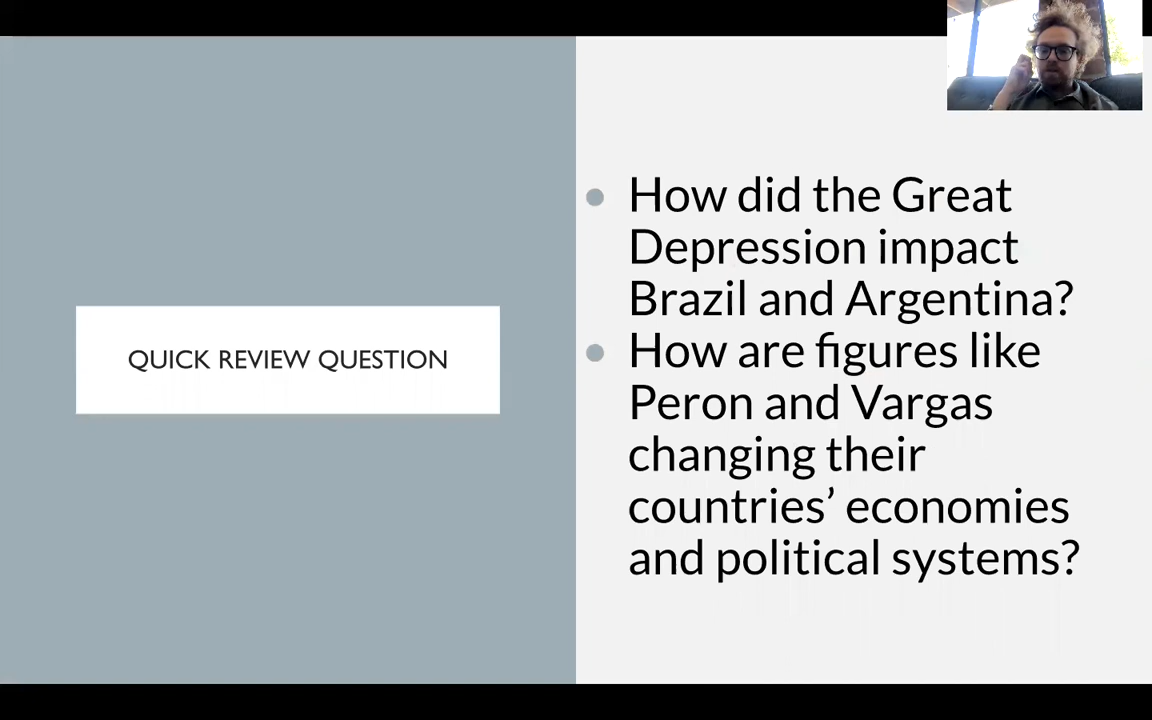 QUICK REVIEW QUESTION
How did the Great
Depression impact
Brazil and Argentina?
How are figures like
Peron and Vargas
changing their
countries’ economies
and political systems?